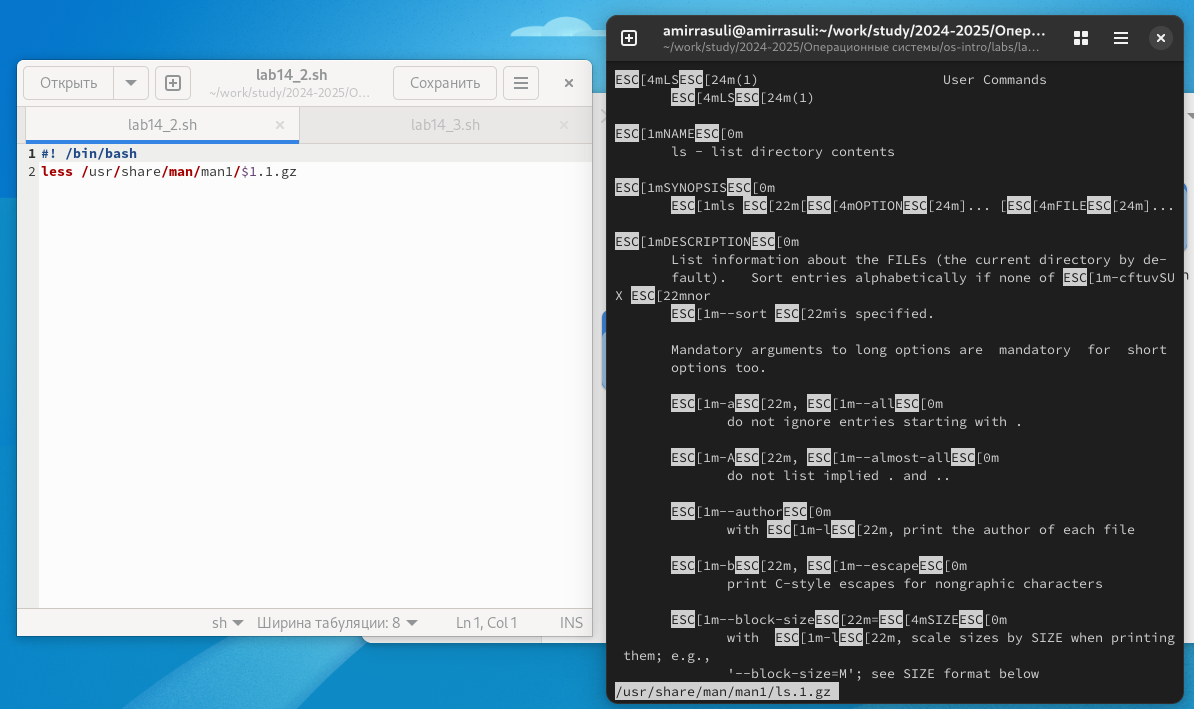 Открыть
lab14_2.sh
~/work/study/2024-2025/О...
Сохранить
lab14_2.sh
lab14_3.sh
1 #! /bin/bash
2 less /usr/share/man/man1/$1.1.gz
sh
Ширина табуляции: 8
Ln 1, Col 1
INS
amirrasuli@amirrasuli:~/work/study/2024-2025/Опер...
~/work/study/2024-2025/Операционные системы/os-intro/labs/la...
ESC[4mLSESC[24m(1) User Commands
ESC[4mLSESC[24m(1)
ESC[1mNAMEESC[0m
ls - list directory contents
ESC[1mSYNOPSISESC[0m
ESC[1mls ESC[22m[ESC[4mOPTIONESC[24m]... [ESC[4mFILEESC[24m]...
ESC[1mDESCRIPTIONESC[0m
List information about the FILEs (the current directory by de-
fault).   Sort entries alphabetically if none of ESC[1m-cftuvSU
X ESC[22mnor
ESC[1m--sort ESC[22mis specified.
Mandatory arguments to long options are  mandatory  for  short
options too.
ESC[1m-aESC[22m, ESC[1m--allESC[0m
do not ignore entries starting with .
ESC[1m-AESC[22m, ESC[1m--almost-allESC[0m
do not list implied . and ..
ESC[1m--authorESC[0m
with ESC[1m-lESC[22m, print the author of each file
ESC[1m-bESC[22m, ESC[1m--escapeESC[0m
print C-style escapes for nongraphic characters
ESC[1m--block-sizeESC[22m=ESC[4mSIZEESC[0m
with  ESC[1m-lESC[22m, scale sizes by SIZE when printing
them; e.g.,
'--block-size=M'; see SIZE format below
/usr/share/man/man1/ls.1.gz